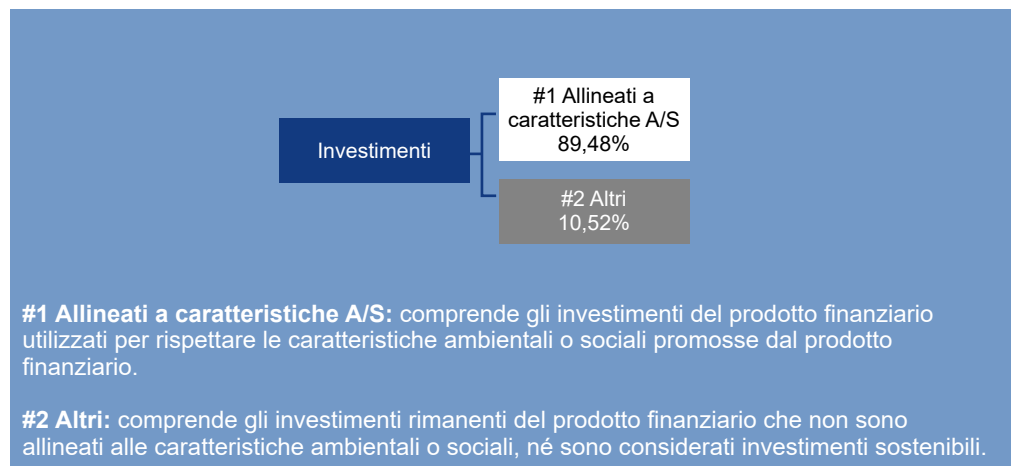 #1 Allineati a
caratteristiche A/S
89,48%
Investimenti
#2 Altri
10,52%
#1 Allineati a caratteristiche A/S: comprende gli investimenti del prodotto finanziario
utilizzati per rispettare le caratteristiche ambientali o sociali promosse dal prodotto
finanziario.
#2 Altri: comprende gli investimenti rimanenti del prodotto finanziario che non sono
allineati alle caratteristiche ambientali o sociali, né sono considerati investimenti sostenibili.